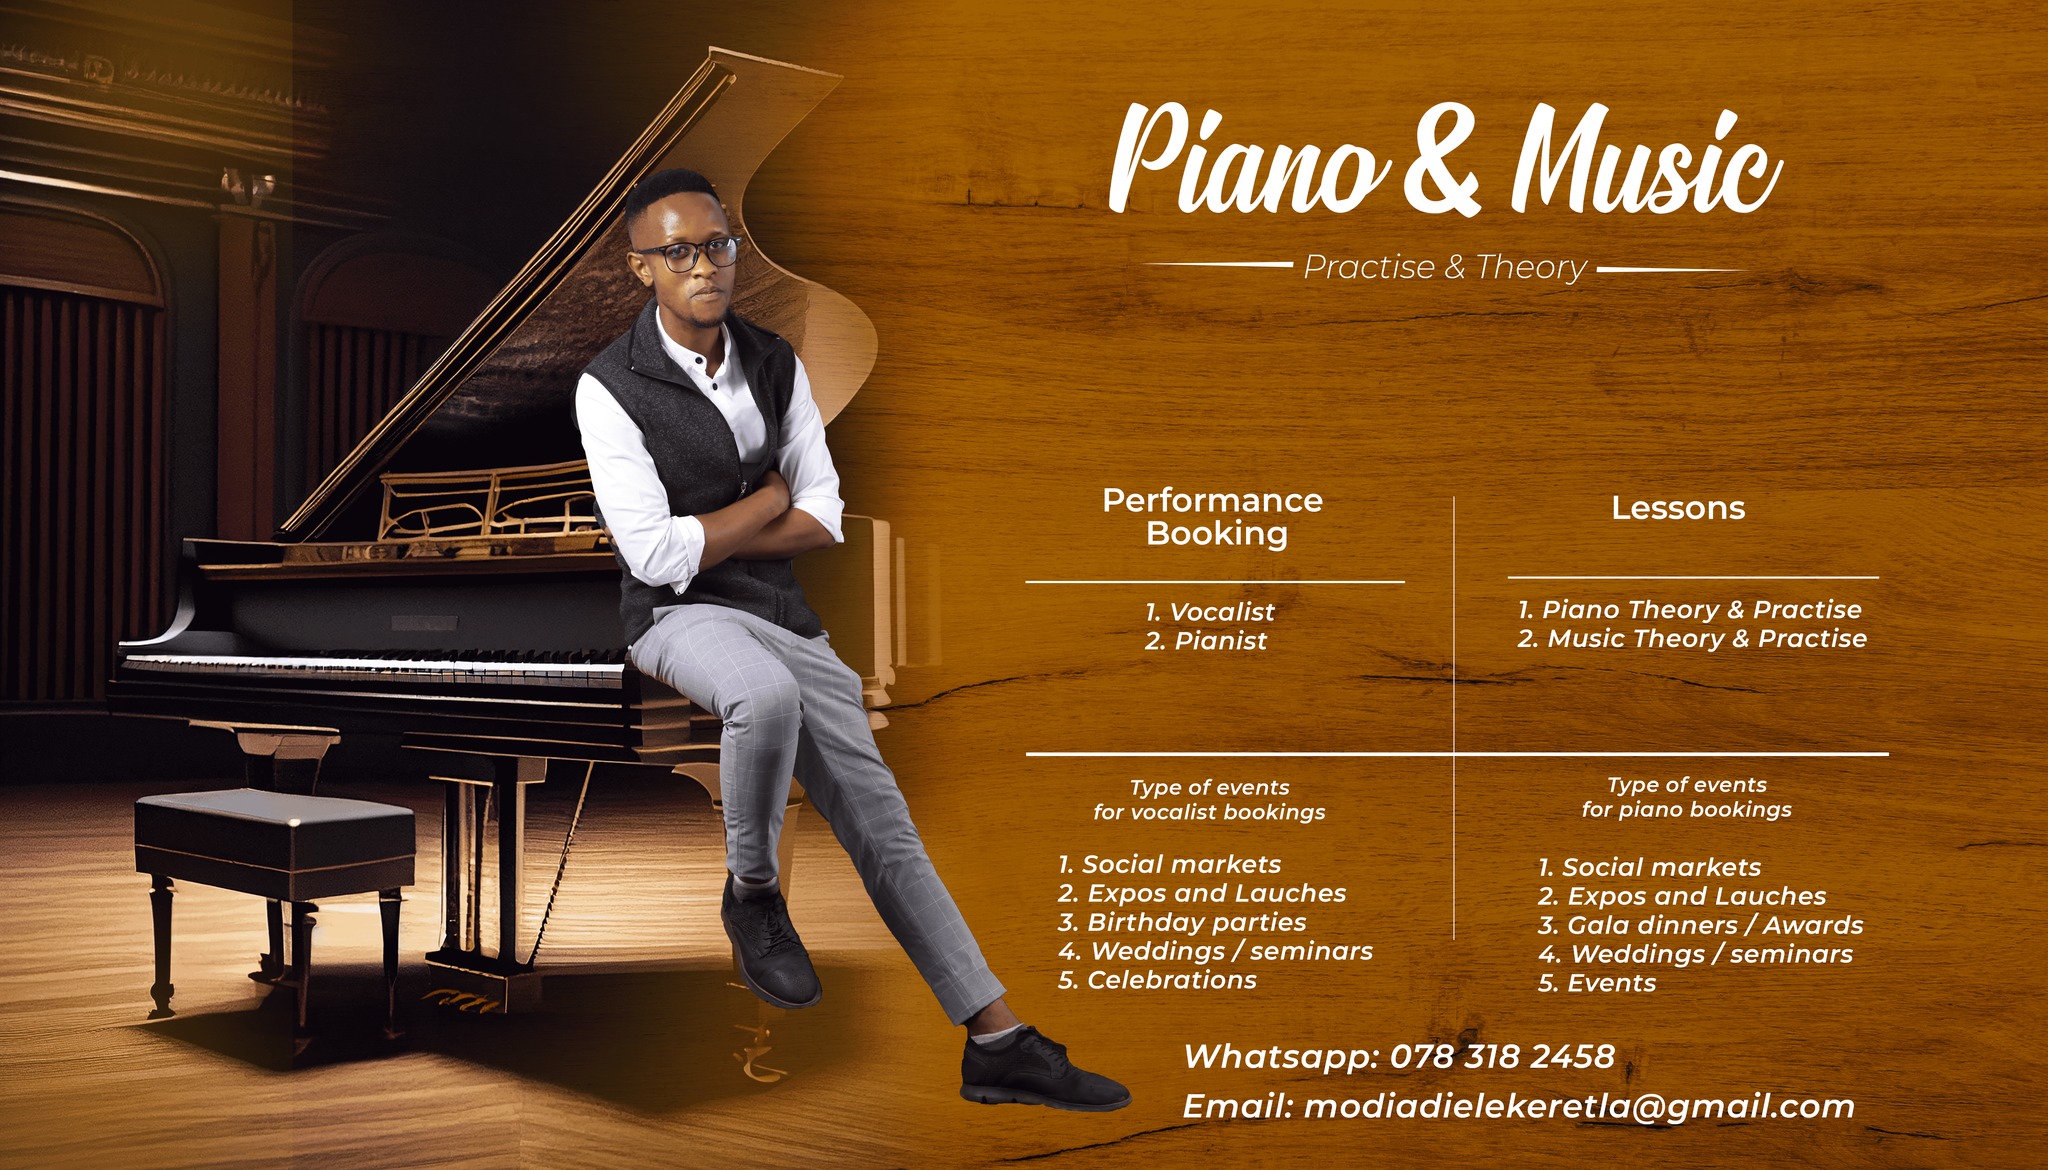 Piano & Music
Practise & Theory
Performance
Booking
1. Vocalist
2. Pianist
Lessons
1. Piano Theory & Practise
2. Music Theory & Practise
Type of events
for vocalist bookings
1. Social markets
2. Expos and Lauches
3. Birthday parties
4. Weddings / seminars
5. Celebrations
Type of events
for piano bookings
1. Social markets
2. Expos and Lauches
3. Gala dinners / Awards
4. Weddings / seminars
5. Events
Whatsapp: 078 318 2458
Email: modiadielekeretla@gmail.com